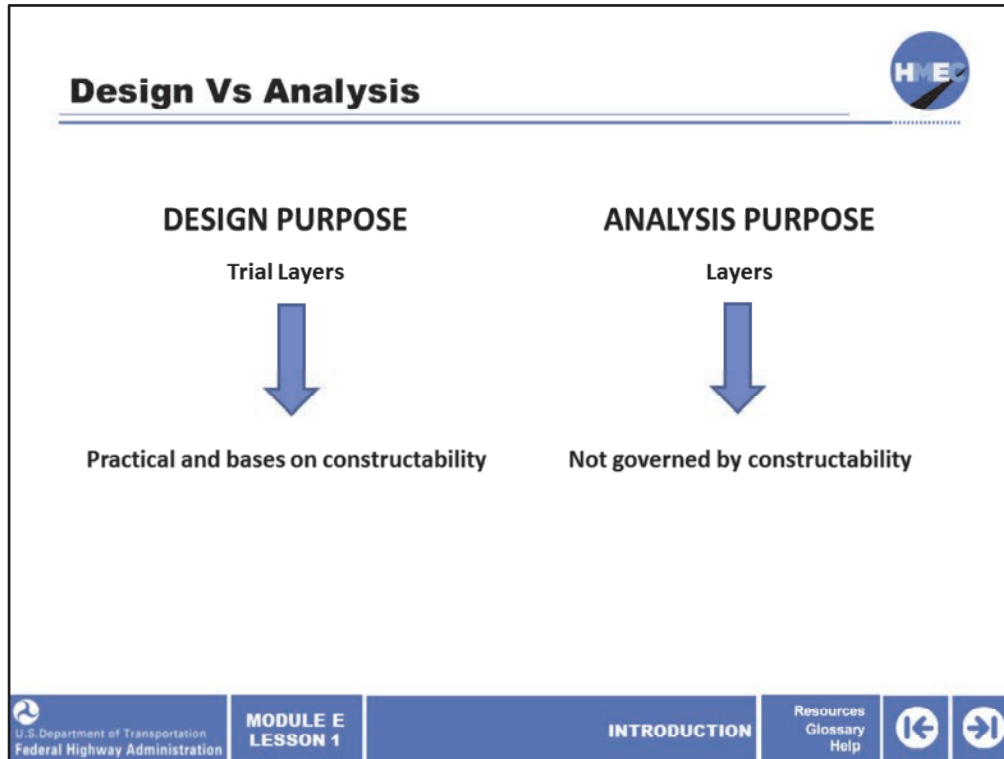 Design Vs Analysis
HMEC
DESIGN PURPOSE
ANALYSIS PURPOSE
Trial Layers
Layers
Practical and bases on constructability
Not governed by constructability
U.S.Department of Transportation
Federal Highway Administration
MODULE E
LESSON 1
INTRODUCTION
Resources
Glossary
Help